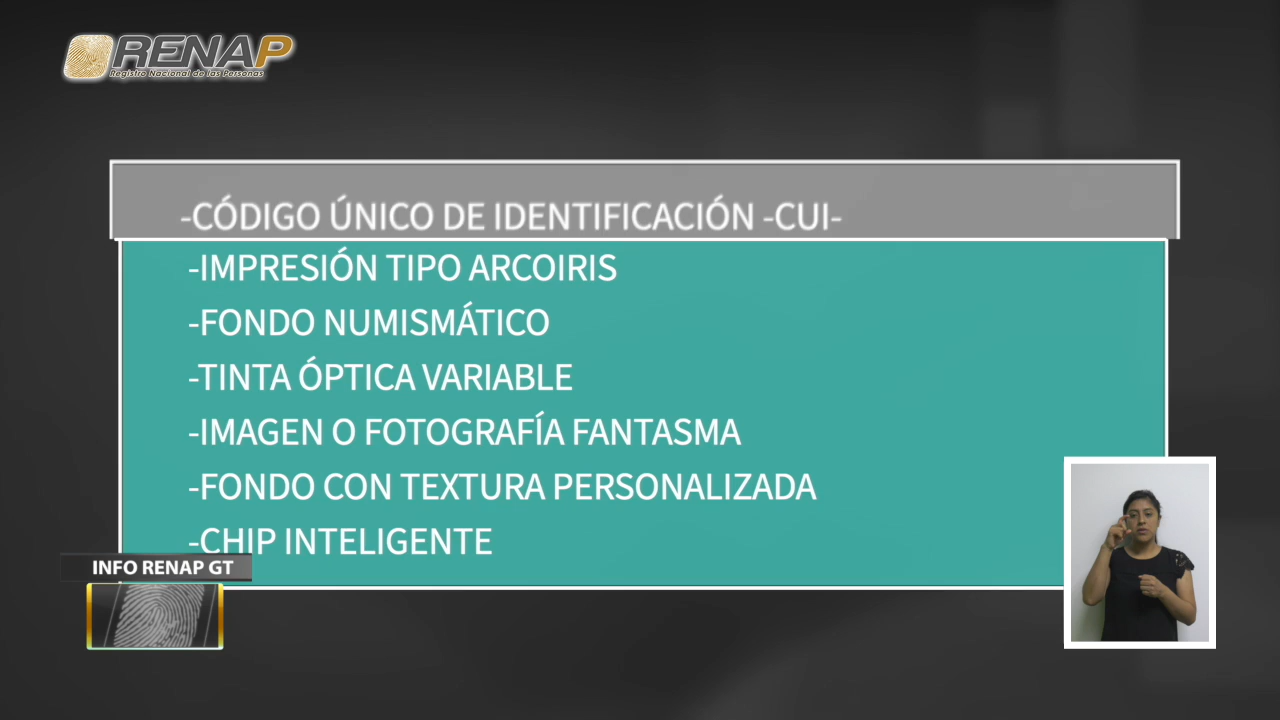 RENAP
Registro Nacional de las Personas
-CÓDIGO ÚNICO DE IDENTIFICACIÓN -CUI-
-IMPRESIÓN TIPO ARCOIRIS
-FONDO NUMISMÁTICO
-TINTA ÓPTICA VARIABLE
-IMAGEN O FOTOGRAFÍA FANTASMA
-FONDO CON TEXTURA PERSONALIZADA
-CHIP INTELIGENTE
INFO RENAP GT